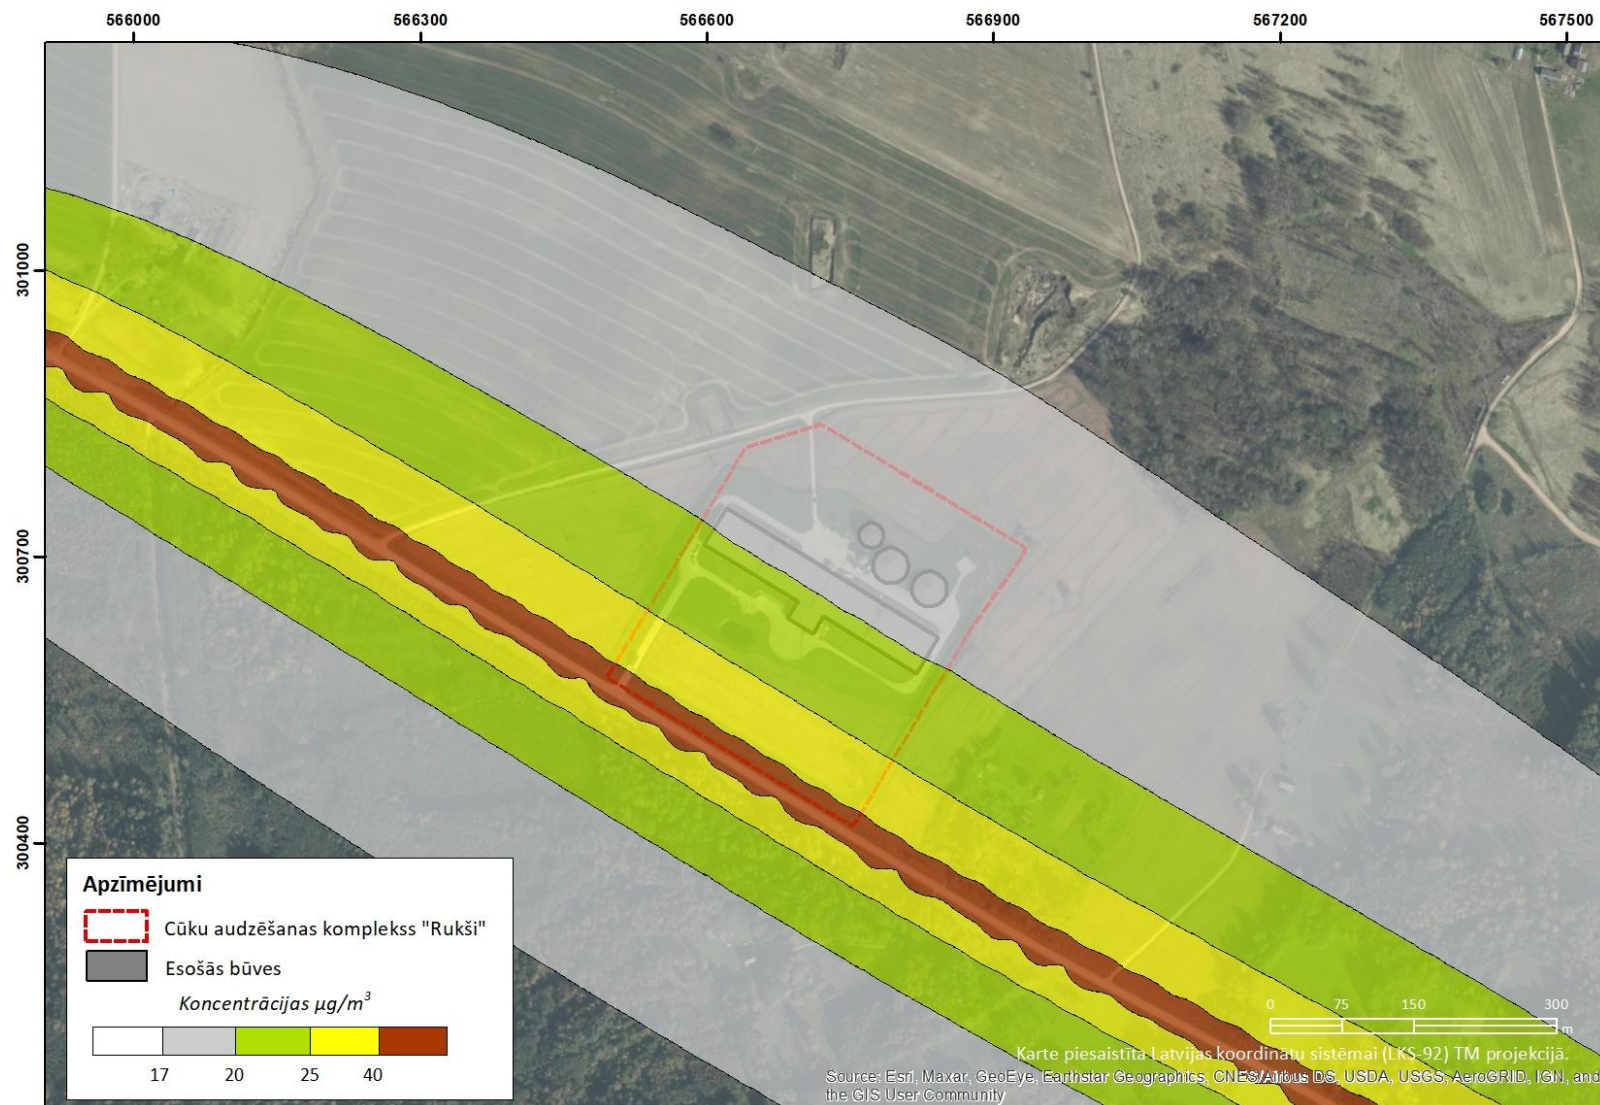 566000 566300 566600 566900 567200 567500
301000
300700
300400
Apzīmējumi
Cūku audzēšanas komplekss "Rukši"
Esošās būves
Koncentrācijas µg/m³
17 20 25 40
0 75 150 300
m
Karte piesaistīta Latvijas koordinātu sistēmai (LKS-92) TM projekcijā.
Source: Esri, Maxar, GeoEye, Earthstar Geographics, CNES/Airbus DS, USDA, USGS, AeroGRID, IGN, and
the GIS User Community